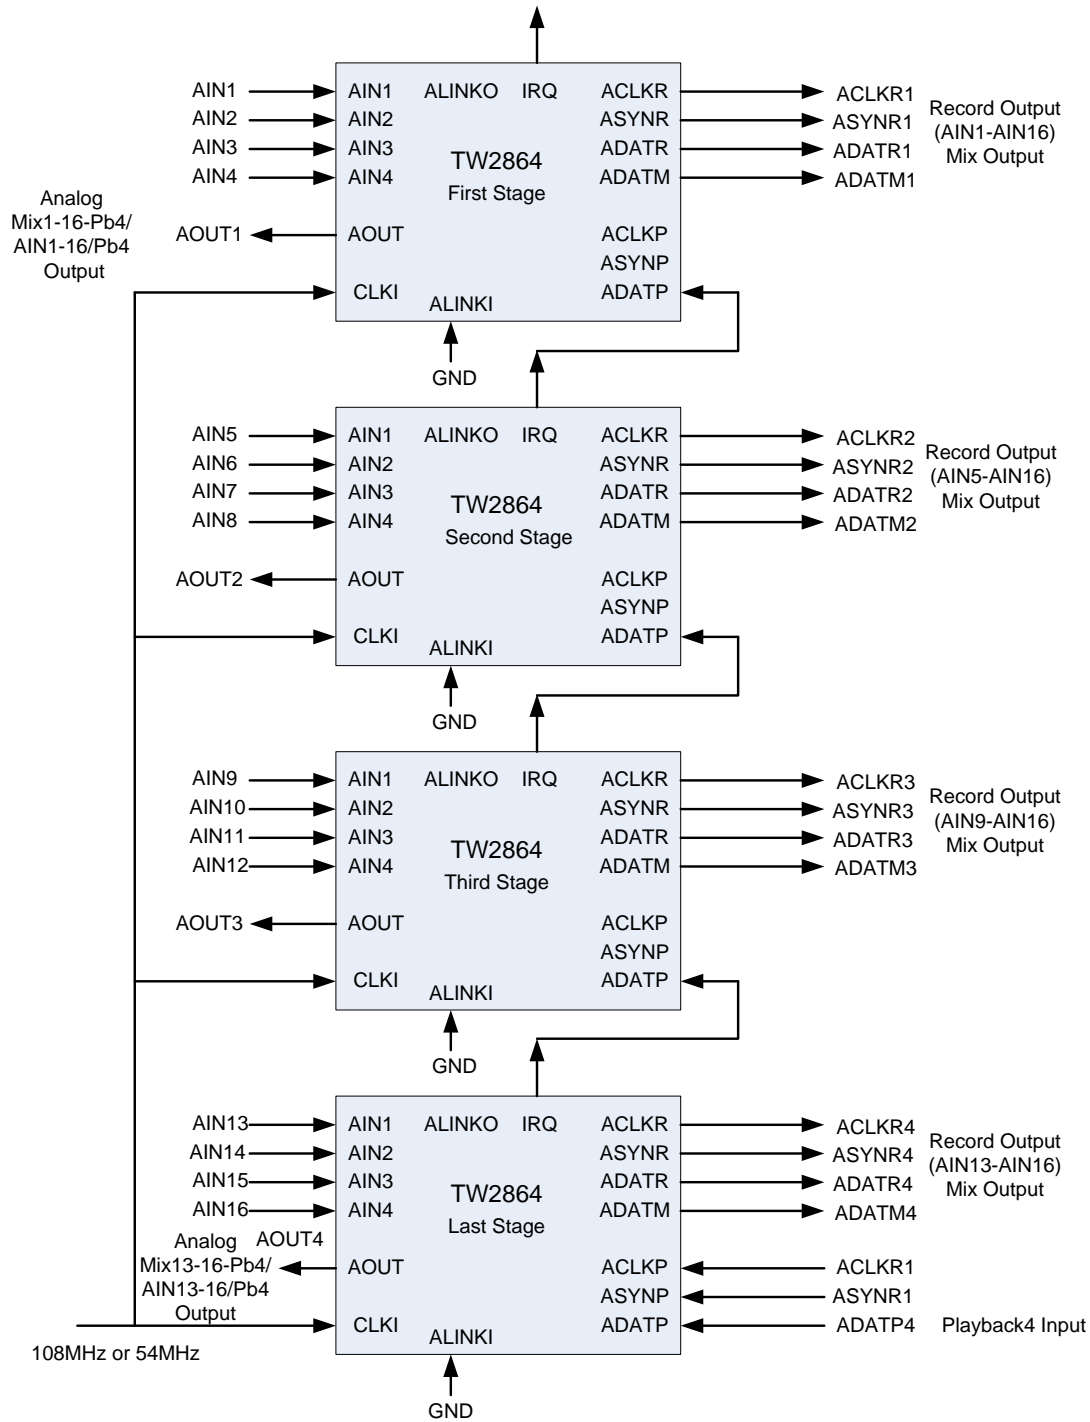 AIN1
AIN2
AIN3
AIN4
Analog
Mix1-16-Pb4/
AIN1-16/Pb4
Output
AOUT1
AIN1
AIN2
AIN3
AIN4
AOUT
CLKI
ALINKO
IRQ
TW2864
First Stage
ALINKI
GND
ACLKR
ASYNR
ADATR
ADATM
ACLKP
ASYNP
ADATP
ACLKR1
ASYNR1
ADATR1
ADATM1
Record Output
(AIN1-AIN16)
Mix Output
AIN5
AIN6
AIN7
AIN8
AOUT2
AIN1
AIN2
AIN3
AIN4
AOUT
CLKI
ALINKO
IRQ
TW2864
Second Stage
ALINKI
GND
ACLKR
ASYNR
ADATR
ADATM
ACLKP
ASYNP
ADATP
ACLKR2
ASYNR2
ADATR2
ADATM2
Record Output
(AIN5-AIN16)
Mix Output
AIN9
AIN10
AIN11
AIN12
AOUT3
AIN1
AIN2
AIN3
AIN4
AOUT
CLKI
ALINKO
IRQ
TW2864
Third Stage
ALINKI
GND
ACLKR
ASYNR
ADATR
ADATM
ACLKP
ASYNP
ADATP
ACLKR3
ASYNR3
ADATR3
ADATM3
Record Output
(AIN9-AIN16)
Mix Output
AIN13
AIN14
AIN15
AIN16
AOUT4
Analog
Mix13-16-Pb4/
AIN13-16/Pb4
Output
108MHz or 54MHz
AIN1
AIN2
AIN3
AIN4
AOUT
CLKI
ALINKO
IRQ
TW2864
Last Stage
ALINKI
GND
ACLKR
ASYNR
ADATR
ADATM
ACLKP
ASYNP
ADATP
ACLKR4
ASYNR4
ADATR4
ADATM4
Record Output
(AIN13-AIN16)
Mix Output
ACLKR1
ASYNR1
ADATP4
Playback4 Input